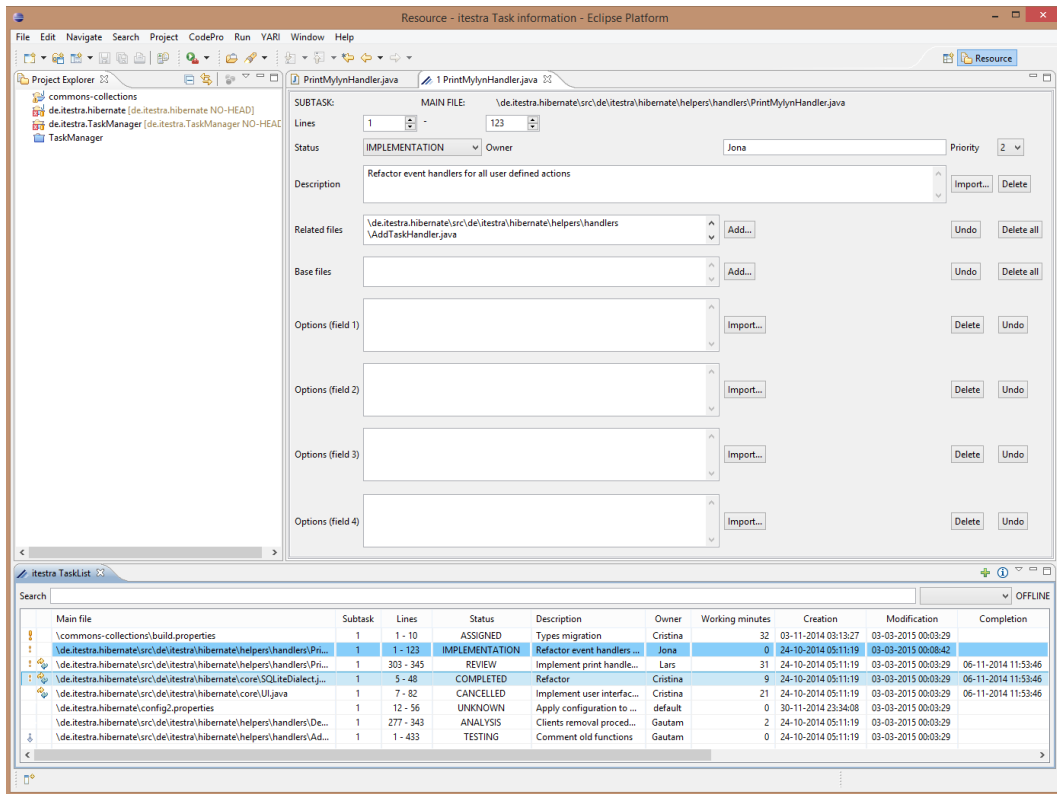 Resource - itestra Task information - Eclipse Platform
File Edit Navigate Search Project CodePro Run YARI Window Help
Resource
Project Explorer
commons-collections
de.itestra.hibernate [de.itestra.hibernate NO-HEAD]
de.itestra.TaskManager [de.itestra.TaskManager NO-HEAD
TaskManager
PrintMylynHandler.java 1 PrintMylynHandler.java
SUBTASK: MAIN FILE: \de.itestra.hibernate\src\de\itestra\hibernate\helpers\handlers\PrintMylynHandler.java
Lines 1 - 123
Status IMPLEMENTATION Owner Jona Priority 2
Description Refactor event handlers for all user defined actions Import... Delete
Related files \de.itestra.hibernate\src\de\itestra\hibernate\helpers\handlers
\AddTaskHandler.java Add... Undo Delete all
Base files Add... Undo Delete all
Options (field 1) Import... Delete Undo
Options (field 2) Import... Delete Undo
Options (field 3) Import... Delete Undo
Options (field 4) Import... Delete Undo
itestra TaskList
Search OFFLINE
Main file Subtask Lines Status Description Owner Working minutes Creation Modification Completion
\commons-collections\build.properties 1 1 - 10 ASSIGNED Types migration Cristina 32 03-11-2014 03:13:27 03-03-2015 00:03:29
\de.itestra.hibernate\src\de\itestra\hibernate\helpers\handlers\Pri... 1 1 - 123 IMPLEMENTATION Refactor event handlers ... Jona 0 24-10-2014 05:11:19 03-03-2015 00:08:42
\de.itestra.hibernate\src\de\itestra\hibernate\helpers\handlers\Pri... 1 303 - 345 REVIEW Implement print handle... Lars 31 24-10-2014 05:11:19 03-03-2015 00:03:29 06-11-2014 11:53:46
\de.itestra.hibernate\src\de\itestra\hibernate\core\SQLiteDialect.j... 1 5 - 48 COMPLETED Refactor Cristina 9 24-10-2014 05:11:19 03-03-2015 00:03:29 06-11-2014 11:53:46
\de.itestra.hibernate\src\de\itestra\hibernate\core\UI.java 1 7 - 82 CANCELLED Implement user interfac... Cristina 21 24-10-2014 05:11:19 03-03-2015 00:03:29 06-11-2014 11:53:46
\de.itestra.hibernate\config2.properties 1 12 - 56 UNKNOWN Apply configuration to ... default 0 30-11-2014 23:34:08 03-03-2015 00:03:29
\de.itestra.hibernate\src\de\itestra\hibernate\helpers\handlers\De... 1 277 - 343 ANALYSIS Clients removal proced... Gautam 2 24-10-2014 05:11:19 03-03-2015 00:03:29
\de.itestra.hibernate\src\de\itestra\hibernate\helpers\handlers\Ad... 1 1 - 433 TESTING Comment old functions Gautam 0 24-10-2014 05:11:19 03-03-2015 00:03:29